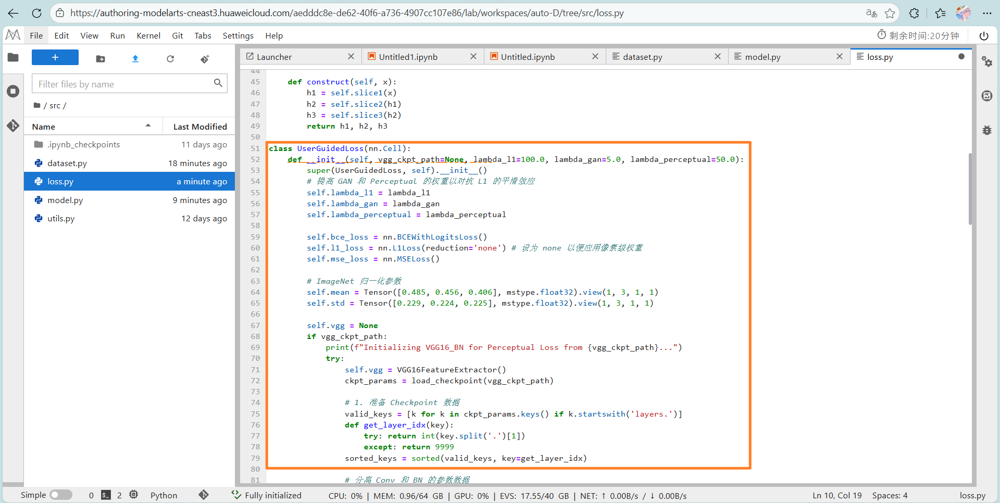 https://authoring-modelarts-cneast3.huaweicloud.com/aedddc8e-de62-40f6-a736-4907cc107e86/lab/workspaces/auto-D/tree/src/loss.py
File Edit View Run Kernel Git Tabs Settings Help
剩余时间:20分钟
Launcher
Untitled1.ipynb
Untitled.ipynb
dataset.py
model.py
loss.py
Filter files by name
/ src /
Name Last Modified
.ipynb_checkpoints 11 days ago
dataset.py 18 minutes ago
loss.py a minute ago
model.py 9 minutes ago
utils.py 12 days ago
44
45     def construct(self, x):
46         h1 = self.slice1(x)
47         h2 = self.slice2(h1)
48         h3 = self.slice3(h2)
49         return h1, h2, h3
50
51 class UserGuidedLoss(nn.Cell):
52     def __init__(self, vgg_ckpt_path=None, lambda_l1=100.0, lambda_gan=5.0, lambda_perceptual=50.0):
53         super(UserGuidedLoss, self).__init__()
54         # 提高 GAN 和 Perceptual 的权重以对抗 L1 的平滑效应
55         self.lambda_l1 = lambda_l1
56         self.lambda_gan = lambda_gan
57         self.lambda_perceptual = lambda_perceptual
58
59         self.bce_loss = nn.BCEWithLogitsLoss()
60         self.l1_loss = nn.L1Loss(reduction='none') # 设为 none 以便应用像素级权重
61         self.mse_loss = nn.MSELoss()
62
63         # ImageNet 归一化参数
64         self.mean = Tensor([0.485, 0.456, 0.406], mstype.float32).view(1, 3, 1, 1)
65         self.std = Tensor([0.229, 0.224, 0.225], mstype.float32).view(1, 3, 1, 1)
66
67         self.vgg = None
68         if vgg_ckpt_path:
69             print(f"Initializing VGG16_BN for Perceptual Loss from {vgg_ckpt_path}...")
70             try:
71                 self.vgg = VGG16FeatureExtractor()
72                 ckpt_params = load_checkpoint(vgg_ckpt_path)
73
74                 # 1. 准备 Checkpoint 数据
75                 valid_keys = [k for k in ckpt_params.keys() if k.startswith('layers.')]
76                 def get_layer_idx(key):
77                     try: return int(key.split('.')[1])
78                     except: return 9999
79                 sorted_keys = sorted(valid_keys, key=get_layer_idx)
80
81                 # 分离 Conv 和 BN 的参数数据
Simple 0 2 Python Fully initialized CPU: 0% | MEM: 0.96/64 GB | GPU: 0% | EVS: 17.55/40 GB | NET: ↑ 0.00B/s / ↓ 0.00B/s Ln 10, Col 19 Spaces: 4 loss.py